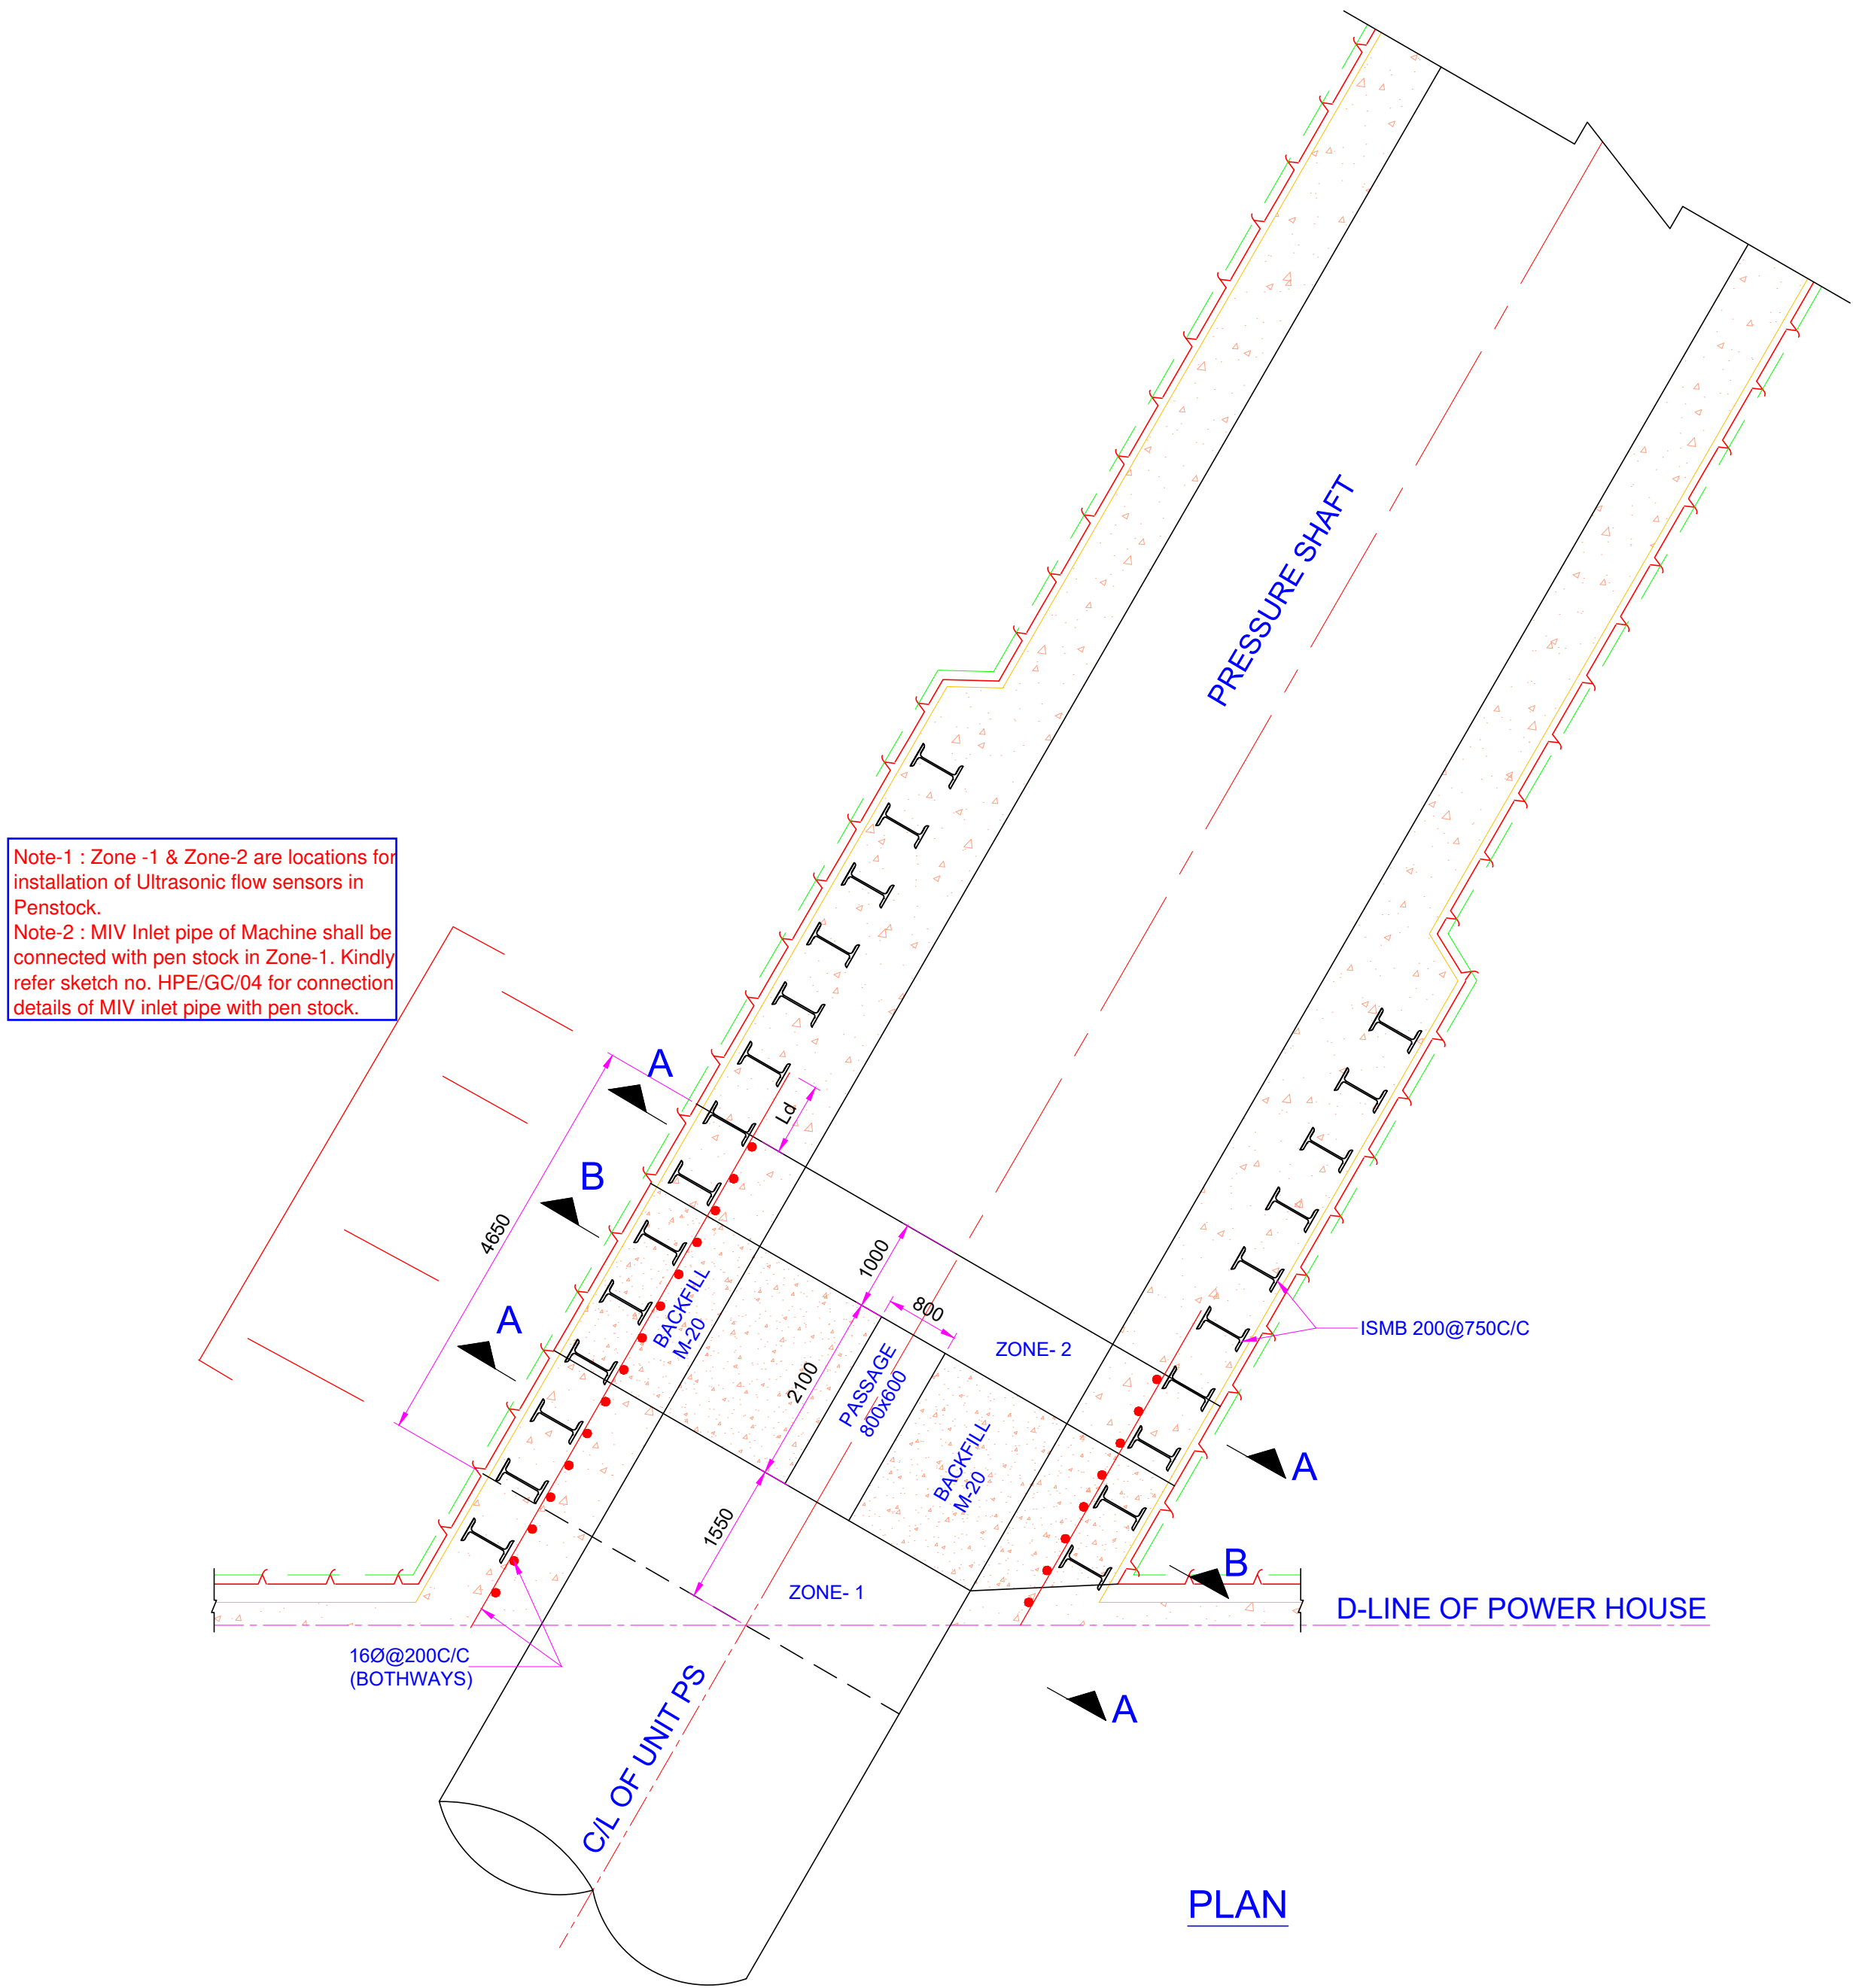 PRESSURE SHAFT
Note-1 : Zone -1 & Zone-2 are locations for
installation of Ultrasonic flow sensors in
Penstock.
Note-2 : MIV Inlet pipe of Machine shall be
connected with pen stock in Zone-1. Kindly
refer sketch no. HPE/GC/04 for connection
details of MIV inlet pipe with pen stock.
A
Ld
B
4650
1000
A
BACKFILL
M-20
800
ZONE- 2
ISMB 200@750C/C
2100
PASSAGE
800x600
BACKFILL
M-20
A
1550
B
ZONE- 1
D-LINE OF POWER HOUSE
16Ø@200C/C
(BOTHWAYS)
A
C/L OF UNIT PS
PLAN